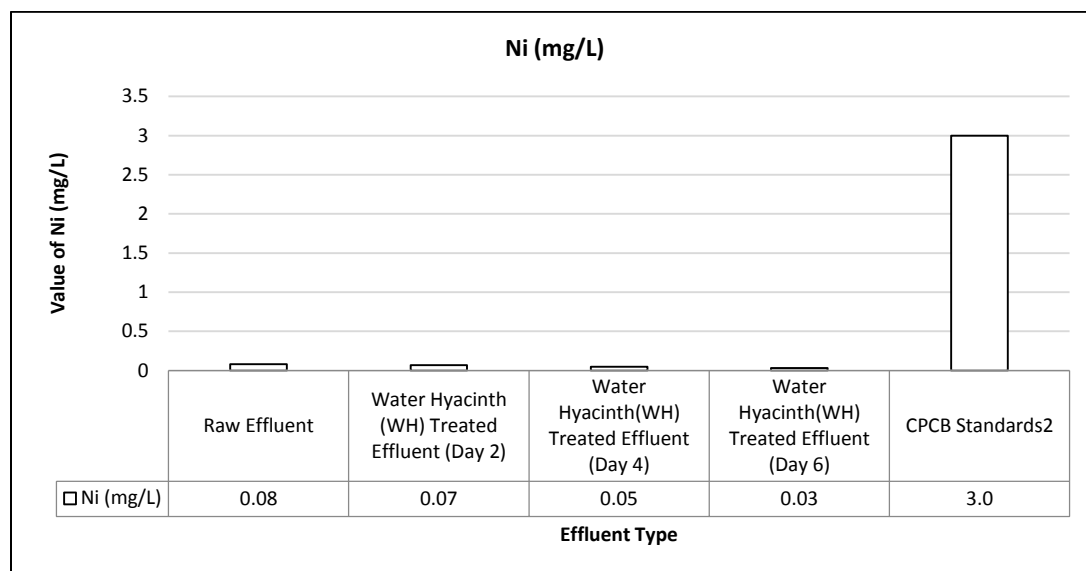 Ni (mg/L)
Value of Ni (mg/L)
3.5
3
2.5
2
1.5
1
0.5
0
Raw Effluent
Water Hyacinth
(WH) Treated
Effluent (Day 2)
Water
Hyacinth(WH)
Treated Effluent
(Day 4)
Water
Hyacinth(WH)
Treated Effluent
(Day 6)
CPCB Standards2
Ni (mg/L) 0.08 0.07 0.05 0.03 3.0
Effluent Type